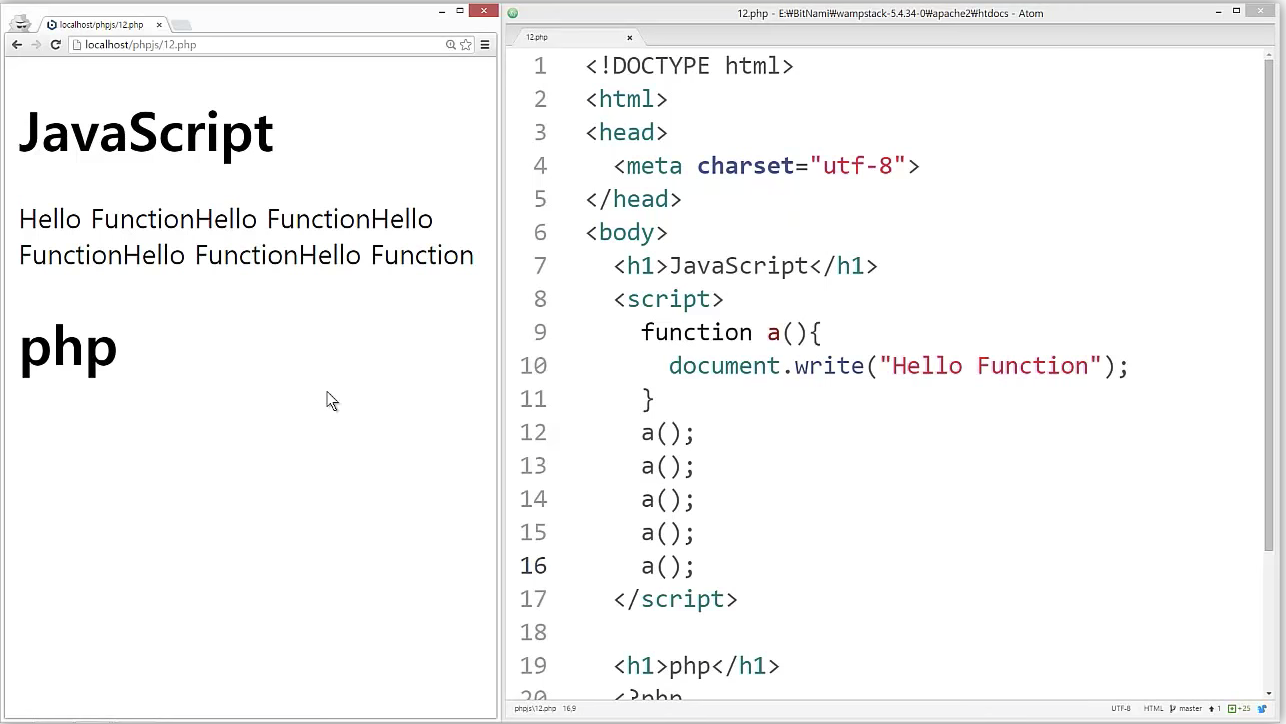 localhost/phpjs/12.php
localhost/phpjs/12.php
JavaScript
Hello FunctionHello FunctionHello
FunctionHello FunctionHello Function
php
12.php - E:₩BitNami₩wampstack-5.4.34-0₩apache2₩htdocs - Atom
12.php
1 <!DOCTYPE html>
2 <html>
3 <head>
4 <meta charset="utf-8">
5 </head>
6 <body>
7 <h1>JavaScript</h1>
8 <script>
9 function a(){
10 document.write("Hello Function");
11 }
12 a();
13 a();
14 a();
15 a();
16 a();
17 </script>
18
19 <h1>php</h1>
20 <?php
phpjs\12.php 16,9 UTF-8 HTML master 1 +25